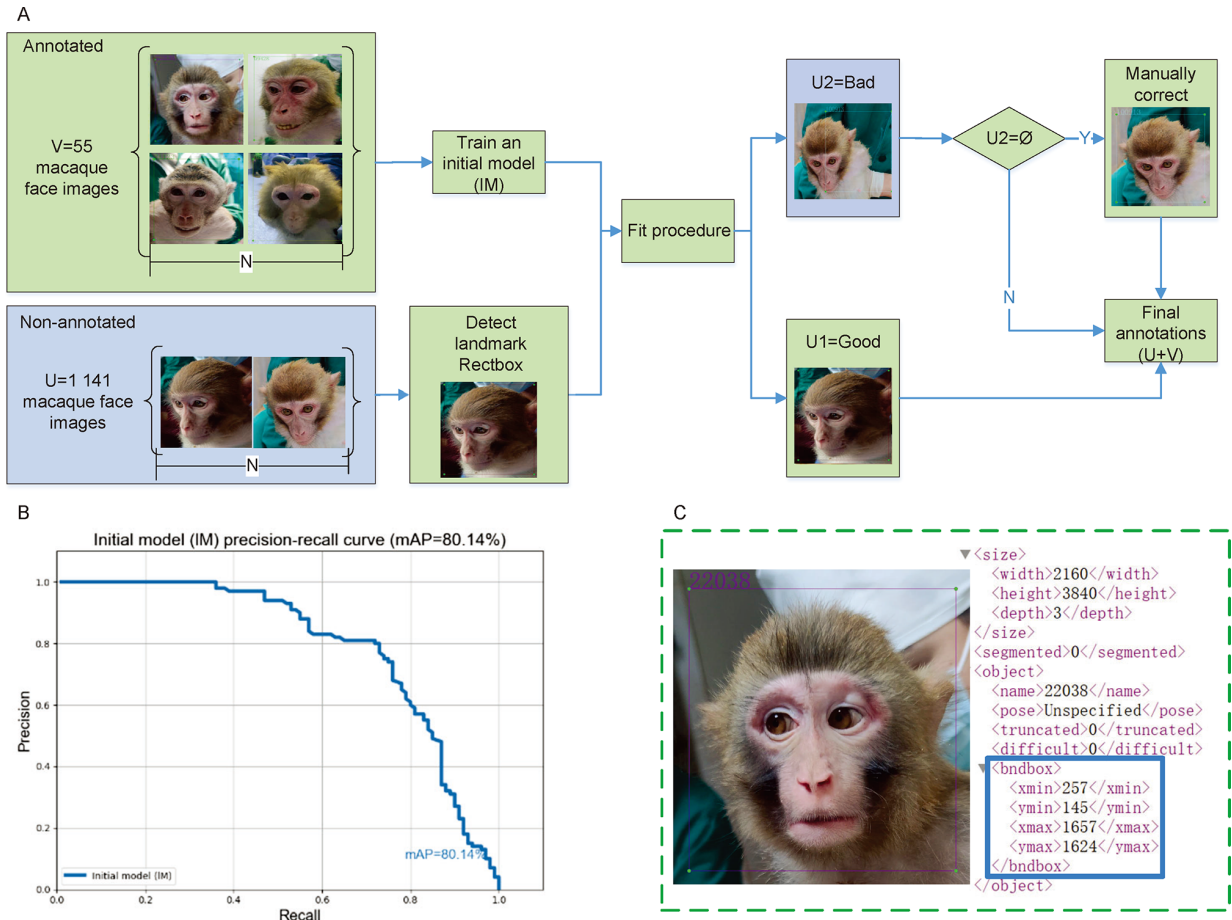 A
Annotated
V=55
macaque
face images
N
Train an
initial model
(IM)
Non-annotated
U=1 141
macaque face
images
N
Detect
landmark
Rectbox
Fit procedure
U2=Bad
U1=Good
U2=Ø
Y
N
Manually
correct
Final
annotations
(U+V)
B
Initial model (IM) precision-recall curve (mAP=80.14%)
Precision
1.0
0.8
0.6
0.4
0.2
0.0
mAP=80.14%
Initial model (IM)
0.0 0.2 0.4 0.6 0.8 1.0
Recall
C
22038
<size>
<width>2160</width>
<height>3840</height>
<depth>3</depth>
</size>
<segmented>0</segmented>
<object>
<name>22038</name>
<pose>Unspecified</pose>
<truncated>0</truncated>
<difficult>0</difficult>
<bndbox>
<xmin>257</xmin>
<ymin>145</ymin>
<xmax>1657</xmax>
<ymax>1624</ymax>
</bndbox>
</object>